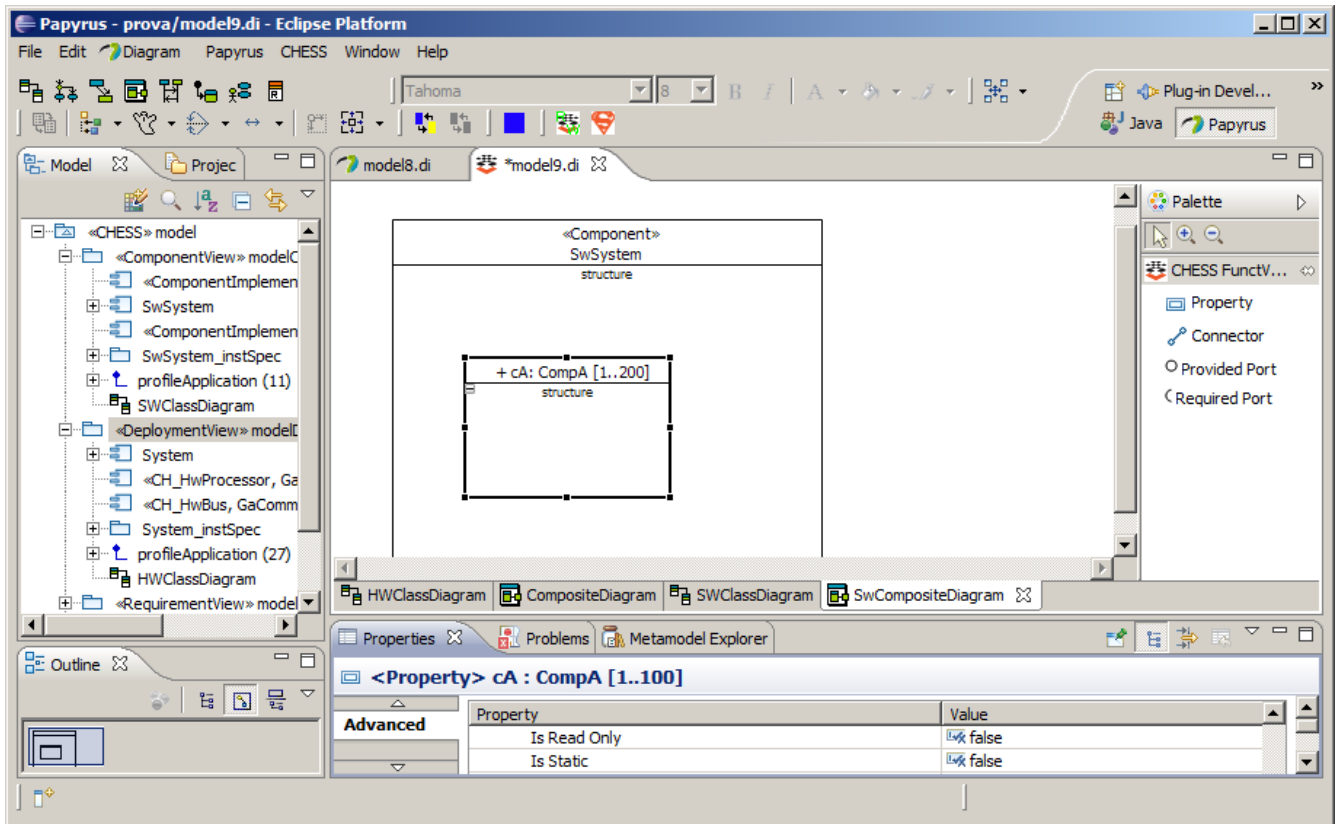 Papyrus - prova/model9.di - Eclipse Platform
File Edit Diagram Papyrus CHESS Window Help
Tahoma 8 B I A
Plug-in Devel... »
Java Papyrus
Model Projec
model8.di *model9.di
«CHESS» model
«ComponentView» modelC
«ComponentImplemen
SwSystem
«ComponentImplemen
SwSystem_instSpec
profileApplication (11)
SWClassDiagram
«DeploymentView» modelD
System
«CH_HwProcessor, Ga
«CH_HwBus, GaComm
System_instSpec
profileApplication (27)
HWClassDiagram
«RequirementView» model
«Component»
SwSystem
structure
+ cA: CompA [1..200]
structure
Palette
CHESS FunctV...
Property
Connector
Provided Port
Required Port
HWClassDiagram CompositeDiagram SWClassDiagram SwCompositeDiagram
Outline
Properties Problems Metamodel Explorer
<Property> cA : CompA [1..100]
Advanced
Property Value
Is Read Only false
Is Static false